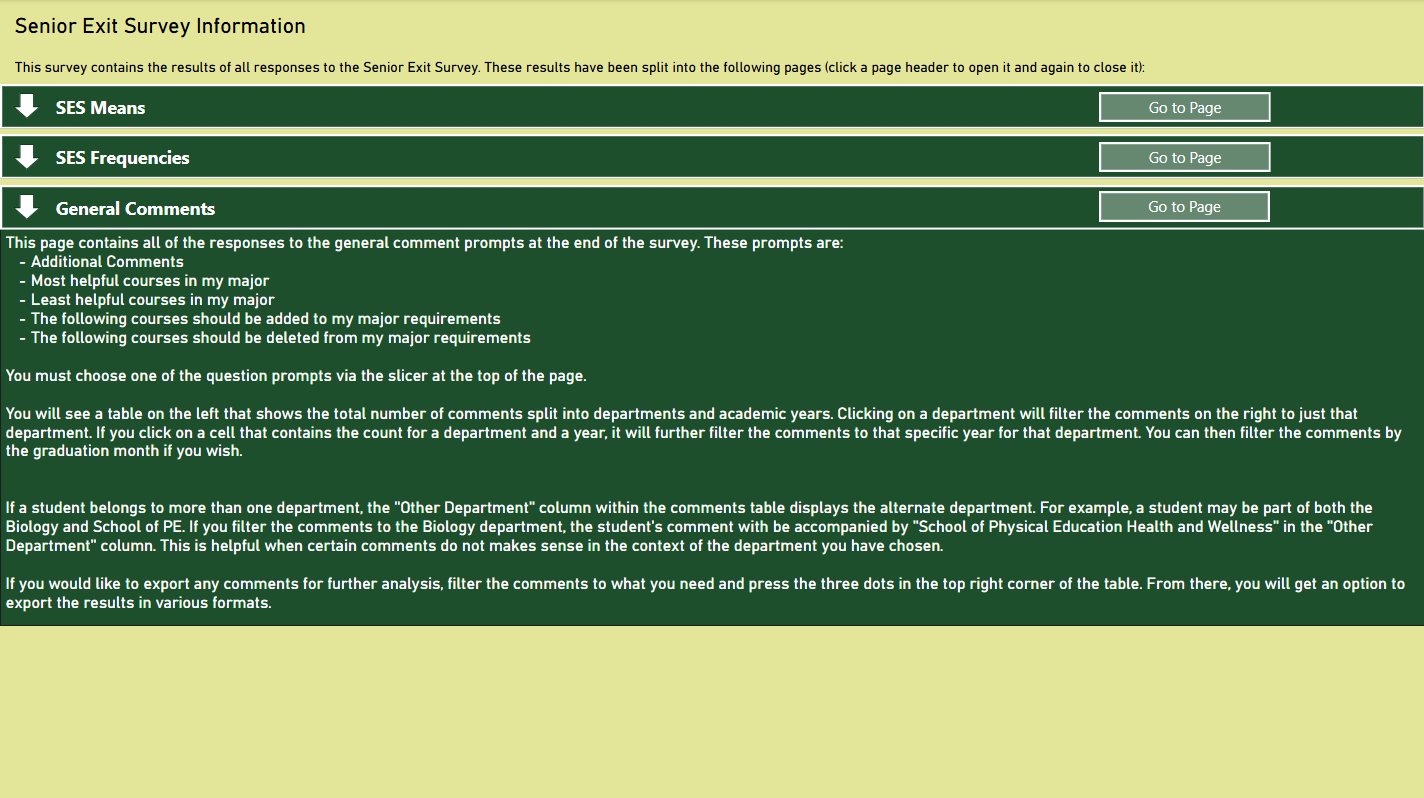 Senior Exit Survey Information
This survey contains the results of all responses to the Senior Exit Survey. These results have been split into the following pages (click a page header to open it and again to close it):
SES Means
Go to Page
SES Frequencies
Go to Page
General Comments
Go to Page
This page contains all of the responses to the general comment prompts at the end of the survey. These prompts are:
- Additional Comments
- Most helpful courses in my major
- Least helpful courses in my major
- The following courses should be added to my major requirements
- The following courses should be deleted from my major requirements
You must choose one of the question prompts via the slicer at the top of the page.
You will see a table on the left that shows the total number of comments split into departments and academic years. Clicking on a department will filter the comments on the right to just that
department. If you click on a cell that contains the count for a department and a year, it will further filter the comments to that specific year for that department. You can then filter the comments by
the graduation month if you wish.
If a student belongs to more than one department, the "Other Department" column within the comments table displays the alternate department. For example, a student may be part of both the
Biology and School of PE. If you filter the comments to the Biology department, the student's comment with be accompanied by "School of Physical Education Health and Wellness" in the "Other
Department" column. This is helpful when certain comments do not makes sense in the context of the department you have chosen.
If you would like to export any comments for further analysis, filter the comments to what you need and press the three dots in the top right corner of the table. From there, you will get an option to
export the results in various formats.